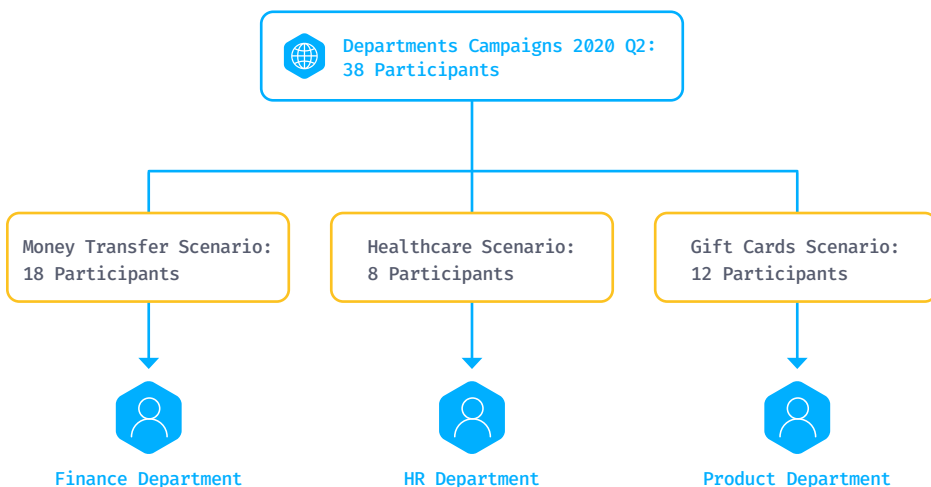 Departments Campaigns 2020 Q2:
38 Participants
Money Transfer Scenario:
18 Participants
Healthcare Scenario:
8 Participants
Gift Cards Scenario:
12 Participants
Finance Department
HR Department
Product Department